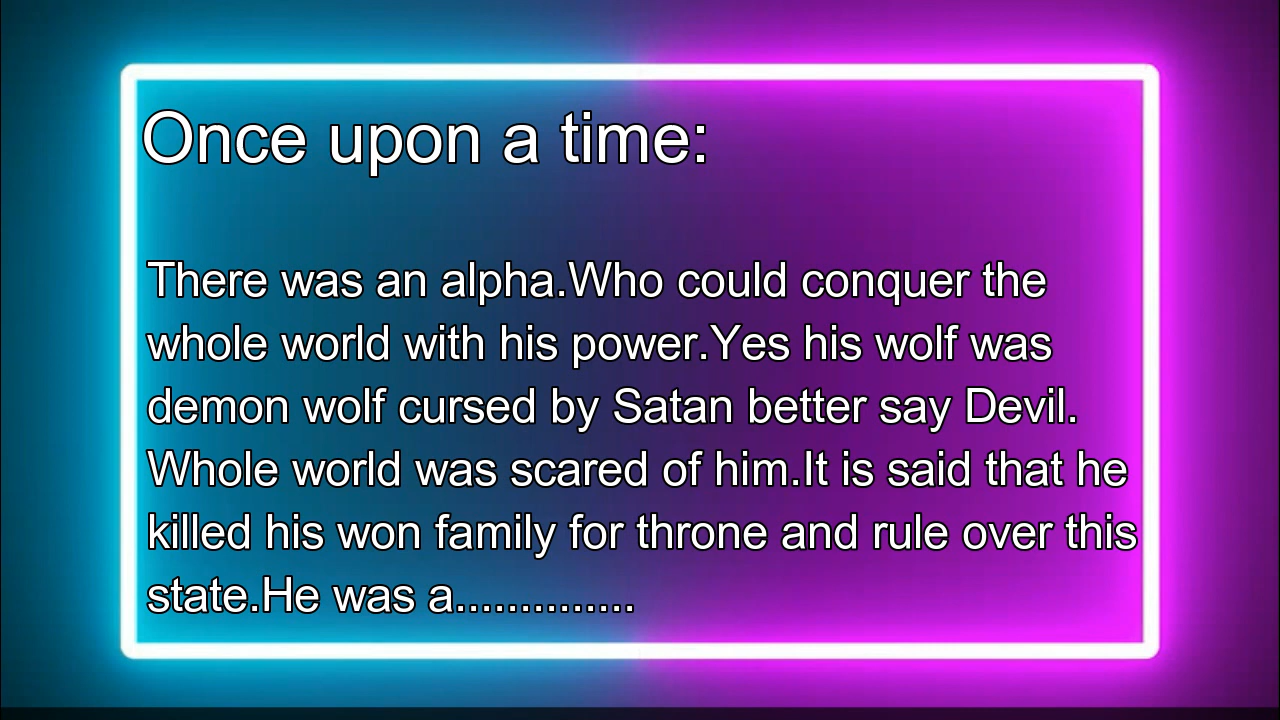 Once upon a time:
There was an alpha.Who could conquer the
whole world with his power.Yes his wolf was
demon wolf cursed by Satan better say Devil.
Whole world was scared of him.It is said that he
killed his won family for throne and rule over this
state.He was a..............